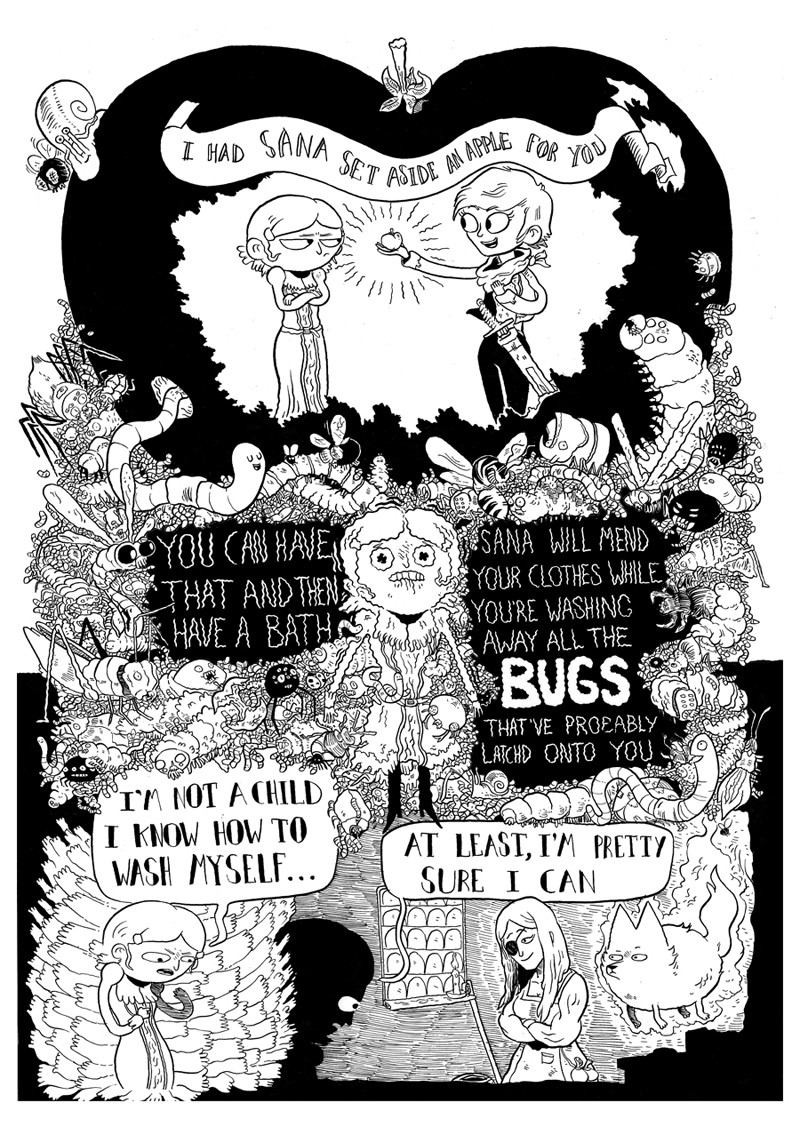 I HAD SANA SET ASIDE AN APPLE FOR YOU
YOU CAN HAVE
THAT AND THEN
HAVE A BATH
SANA WILL MEND
YOUR CLOTHES WHILE
YOU'RE WASHING
AWAY ALL THE
BUGS
THAT'VE PROBABLY
LATCHD ONTO YOU
I'M NOT A CHILD
I KNOW HOW TO
WASH MYSELF...
AT LEAST, I'M PRETTY
SURE I CAN